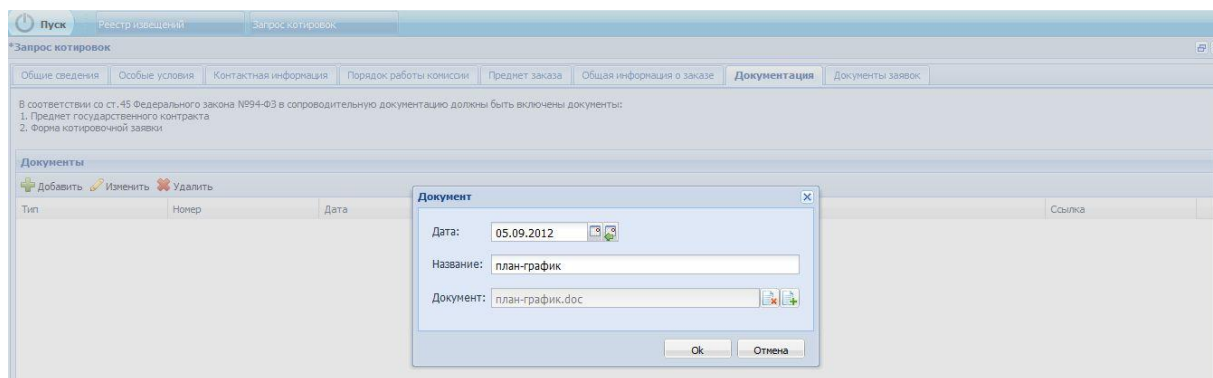 Пуск Реестр извещений Запрос котировок
*Запрос котировок
Общие сведения Особые условия Контактная информация Порядок работы комиссии Предмет заказа Общая информация о заказе Документация Документы заявок
В соответствии со ст.45 Федерального закона №94-ФЗ в сопроводительную документацию должны быть включены документы:
1. Предмет государственного контракта
2. Форма котировочной заявки
Документы
Добавить Изменить Удалить
Тип Номер Дата Ссылка
Документ
Дата: 05.09.2012
Название: план-график
Документ: план-график.doc
Ok Отмена